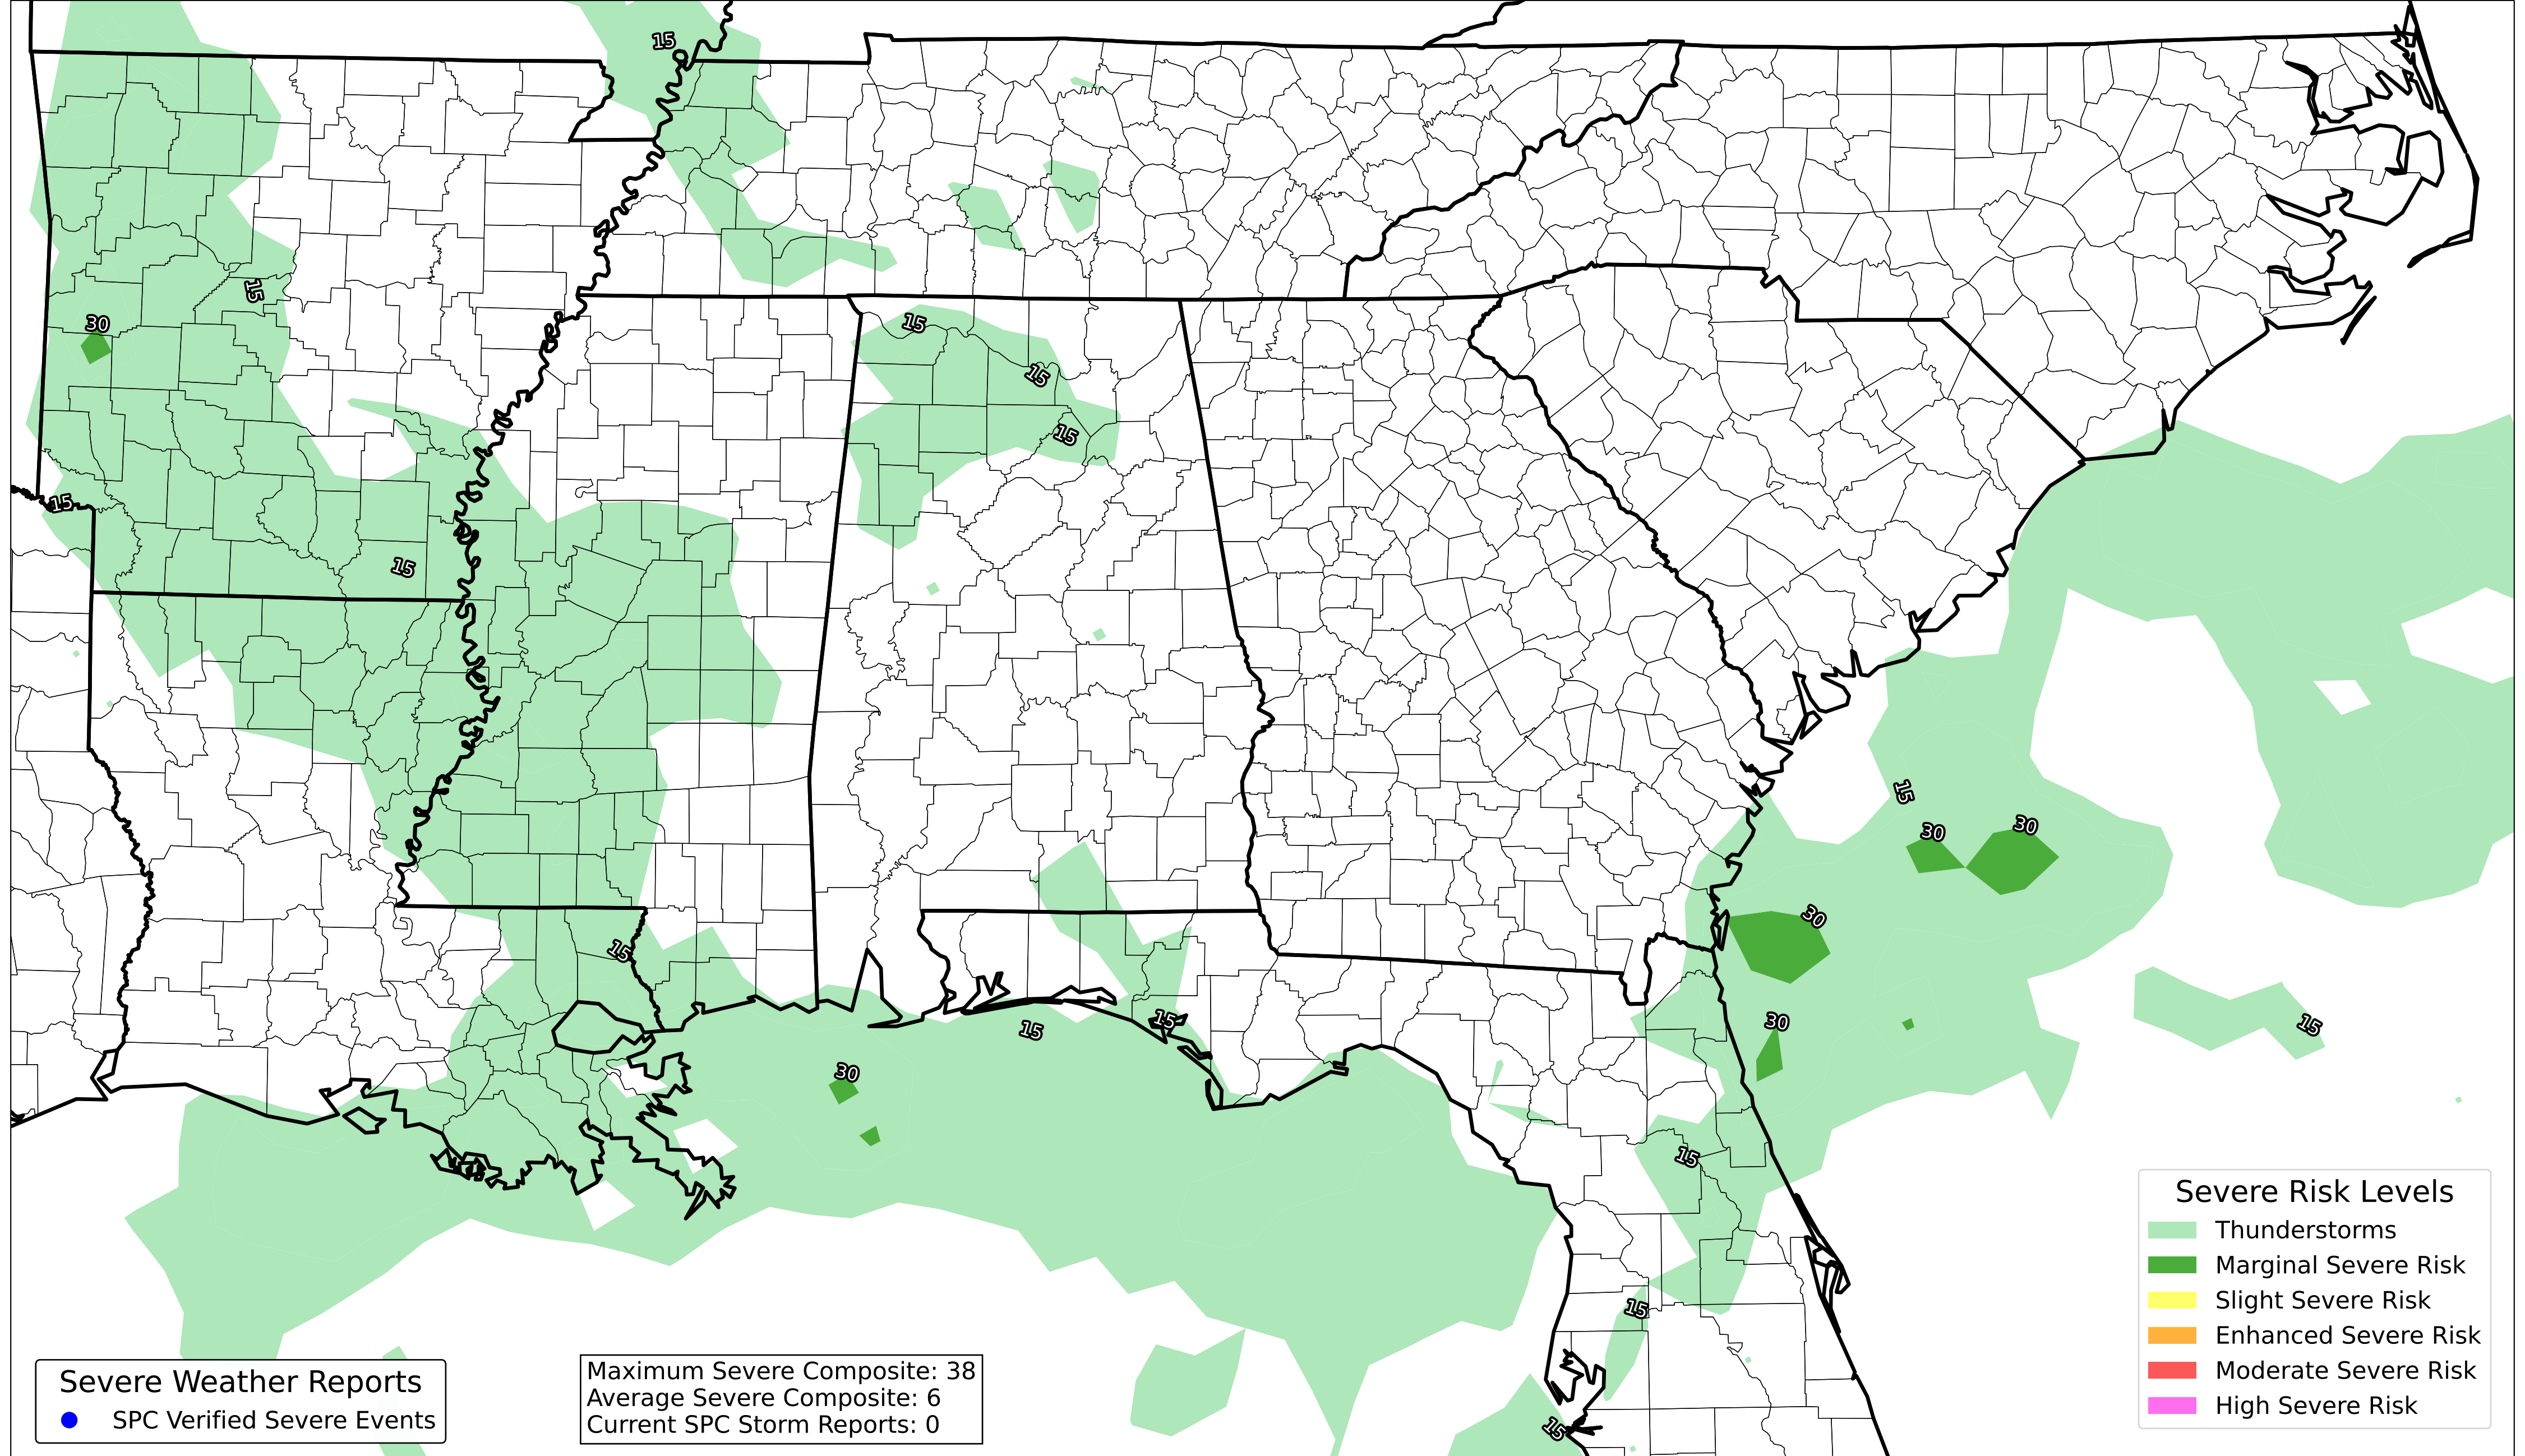 15
15
30
15
15
15
15
15
15
30
30
30
15
15
15
30
15
30
15
15
15
Severe Risk Levels
Thunderstorms
Marginal Severe Risk
Slight Severe Risk
Enhanced Severe Risk
Moderate Severe Risk
High Severe Risk
Severe Weather Reports
SPC Verified Severe Events
Maximum Severe Composite: 38
Average Severe Composite: 6
Current SPC Storm Reports: 0